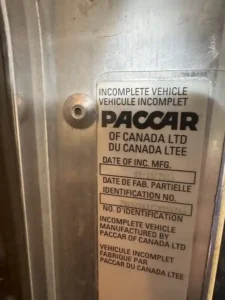 INCOMPLETE VEHICLE
VEHICULE INCOMPLET
PACCAR
OF CANADA LTD
DU CANADA LTEE
DATE OF INC. MFG.
DATE DE FAB. PARTIELLE
IDENTIFICATION NO.
NO. D'IDENTIFICATION
INCOMPLETE VEHICLE
MANUFACTURED BY
PACCAR OF CANADA LTD
VEHICULE INCOMPLET
FABRIQUE PAR
PACCAR DU CANADA LTEE